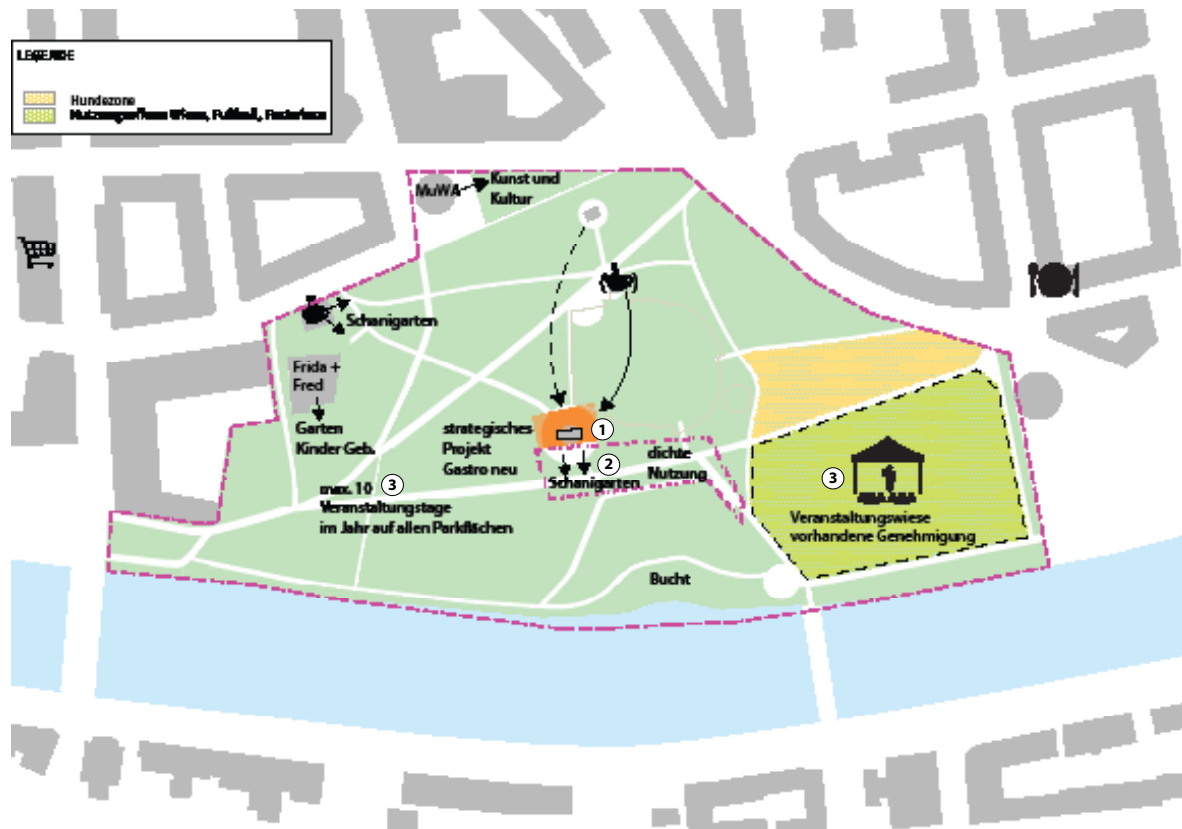 LEGENDE
Hundezone
MuWA
Kunst und
Kultur
Schanigarten
Frida +
Fred
Garten
Kinder Geb.
strategisches
Projekt
Gastro neu
1
2
Schanigarten
dichte
Nutzung
max. 10
3
Veranstaltungstage
im Jahr auf allen Parkflächen
3
Veranstaltungswiese
vorhandene Genehmigung
Bucht